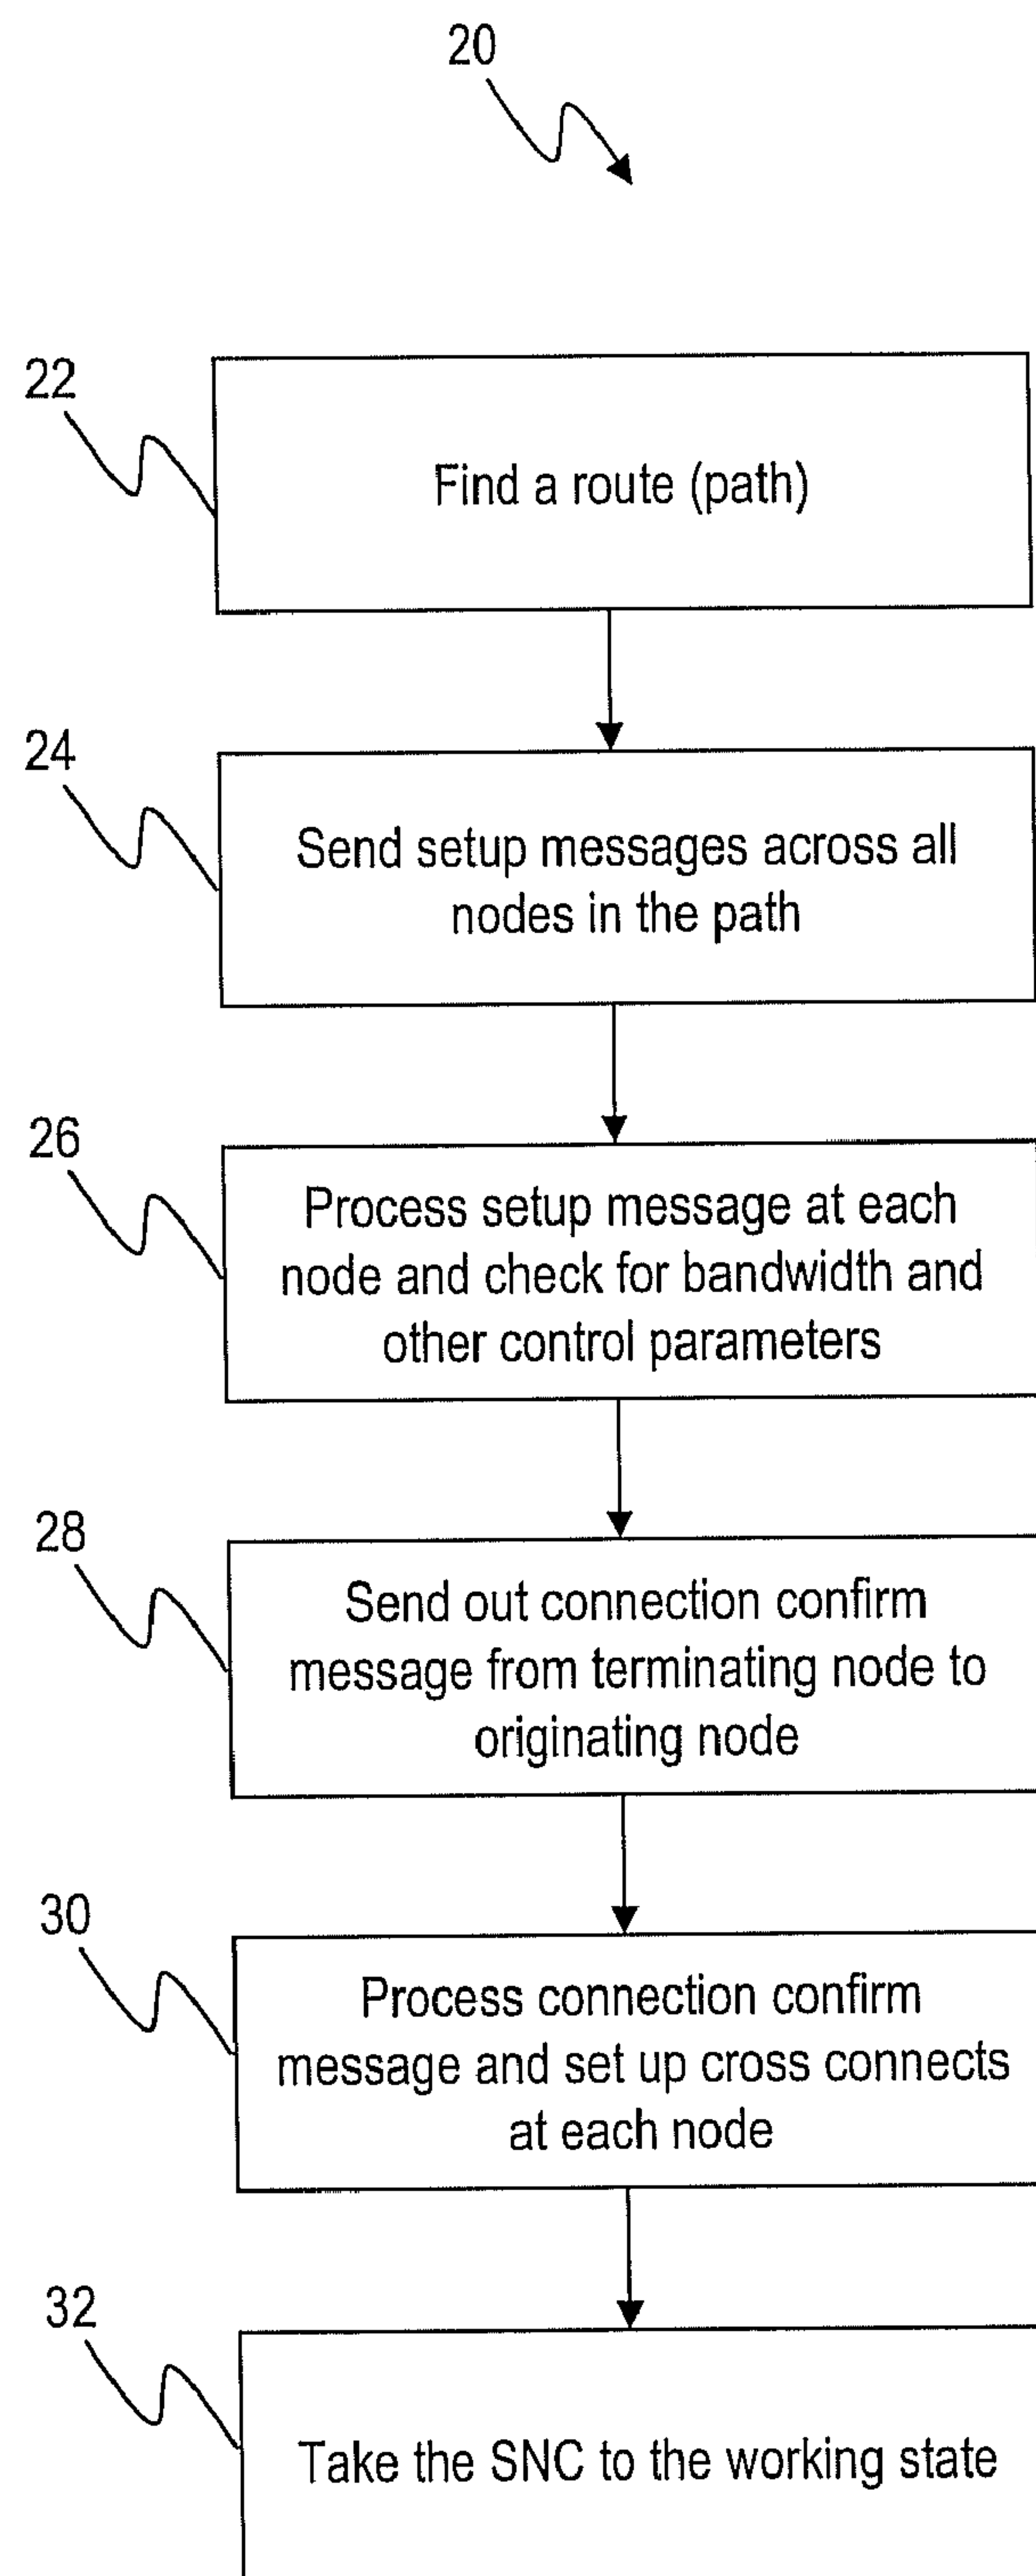 20
22
Find a route (path)
24
Send setup messages across all
nodes in the path
26
Process setup message at each
node and check for bandwidth and
other control parameters
28
Send out connection confirm
message from terminating node to
originating node
30
Process connection confirm
message and set up cross connects
at each node
32
Take the SNC to the working state